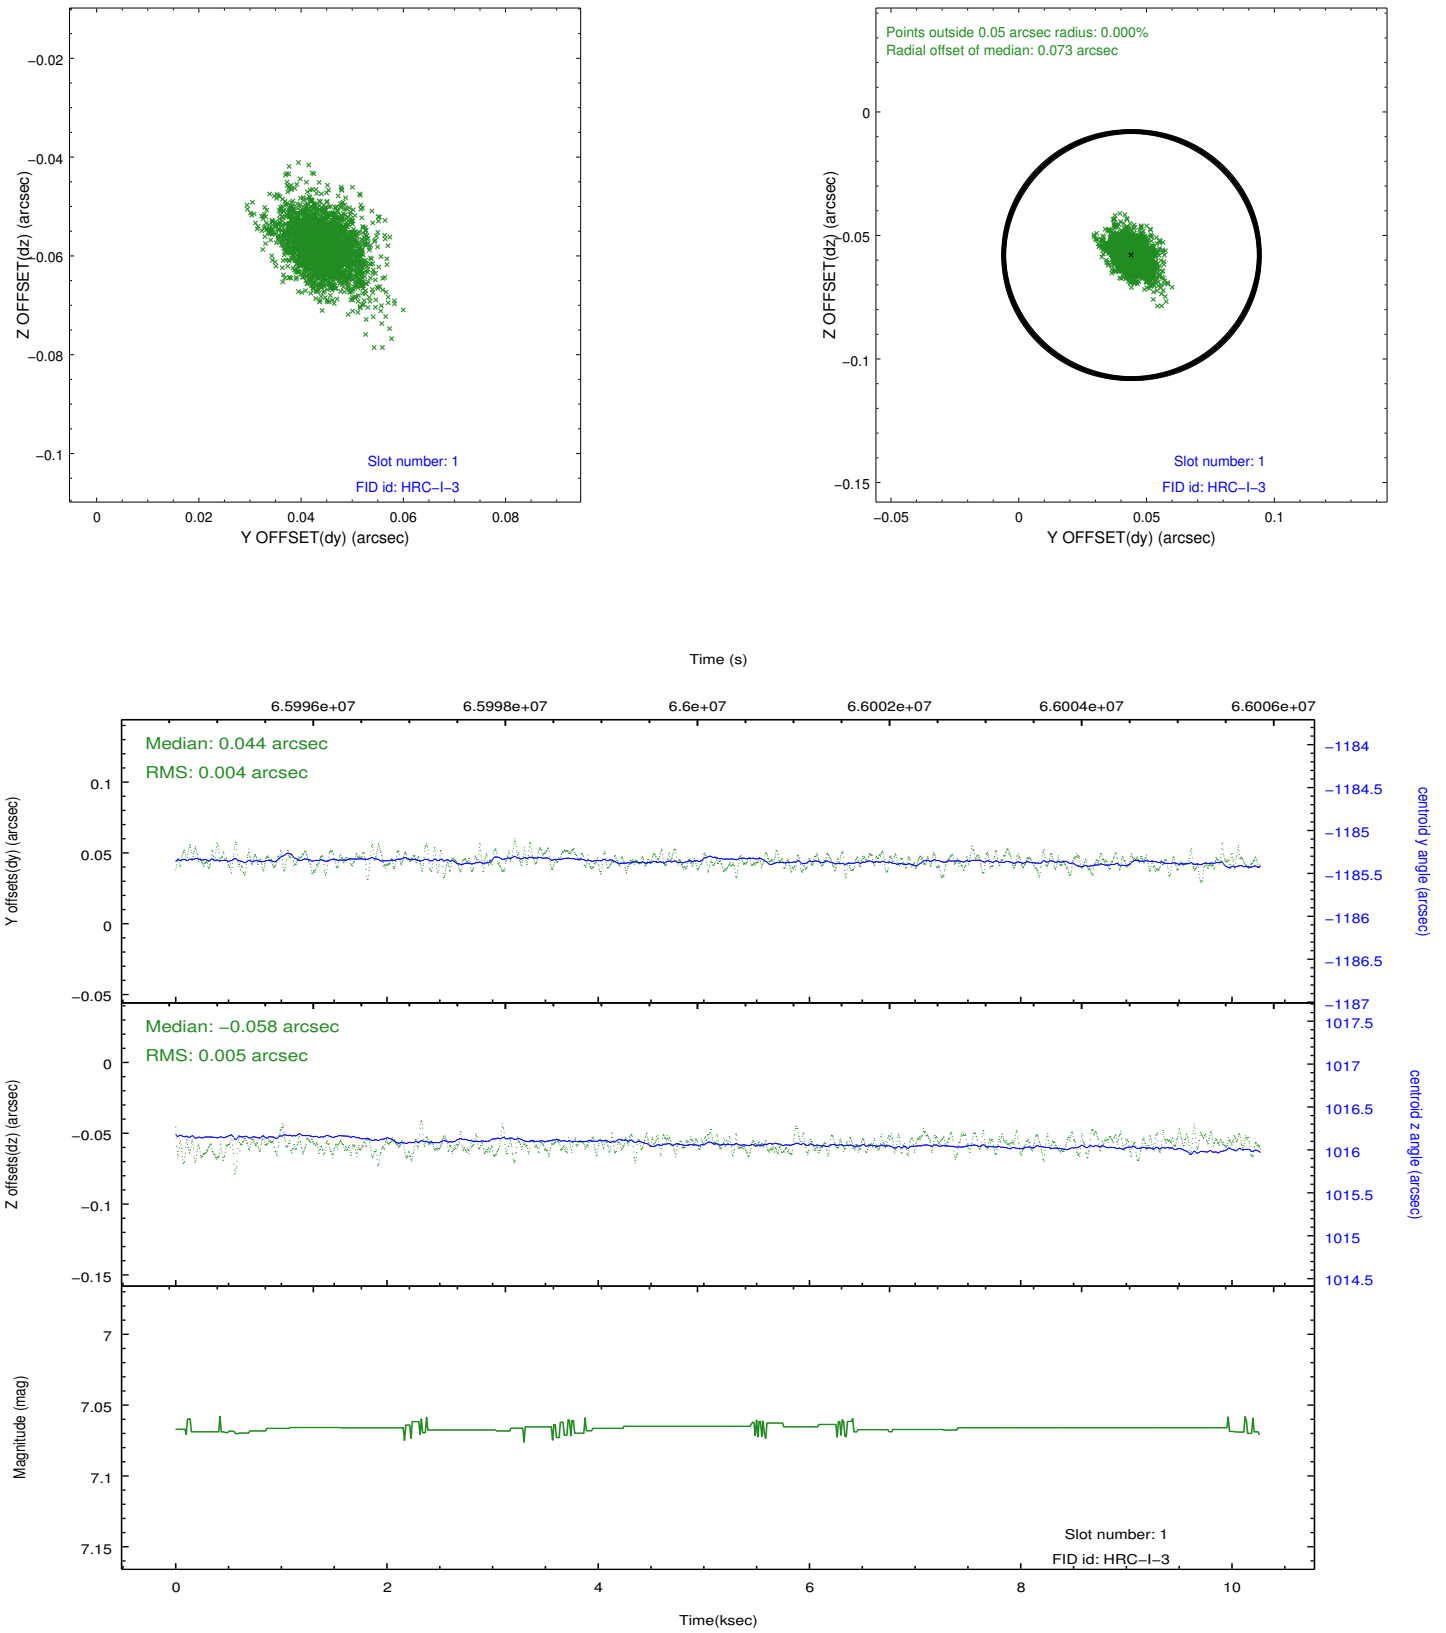 −0.02
−0.04
−0.06
−0.08
−0.1
Z OFFSET(dz) (arcsec)
Slot number: 1
FID id: HRC−I−3
0
0.02
0.04
0.06
0.08
Y OFFSET(dy) (arcsec)
Points outside 0.05 arcsec radius: 0.000%
Radial offset of median: 0.073 arcsec
0
−0.05
−0.1
−0.15
Z OFFSET(dz) (arcsec)
Slot number: 1
FID id: HRC−I−3
−0.05
0
0.05
0.1
Y OFFSET(dy) (arcsec)
Time (s)
6.5996e+07
6.5998e+07
6.6e+07
6.6002e+07
6.6004e+07
6.6006e+07
Median: 0.044 arcsec
RMS: 0.004 arcsec
0.1
0.05
0
−0.05
Y offsets(dy) (arcsec)
−1184
−1184.5
−1185
−1185.5
−1186
−1186.5
−1187
centroid y angle (arcsec)
Median: −0.058 arcsec
RMS: 0.005 arcsec
0
−0.05
−0.1
−0.15
Z offsets(dz) (arcsec)
1017.5
1017
1016.5
1016
1015.5
1015
1014.5
centroid z angle (arcsec)
7
7.05
7.1
7.15
Magnitude (mag)
Slot number: 1
FID id: HRC−I−3
0
2
4
6
8
10
Time(ksec)